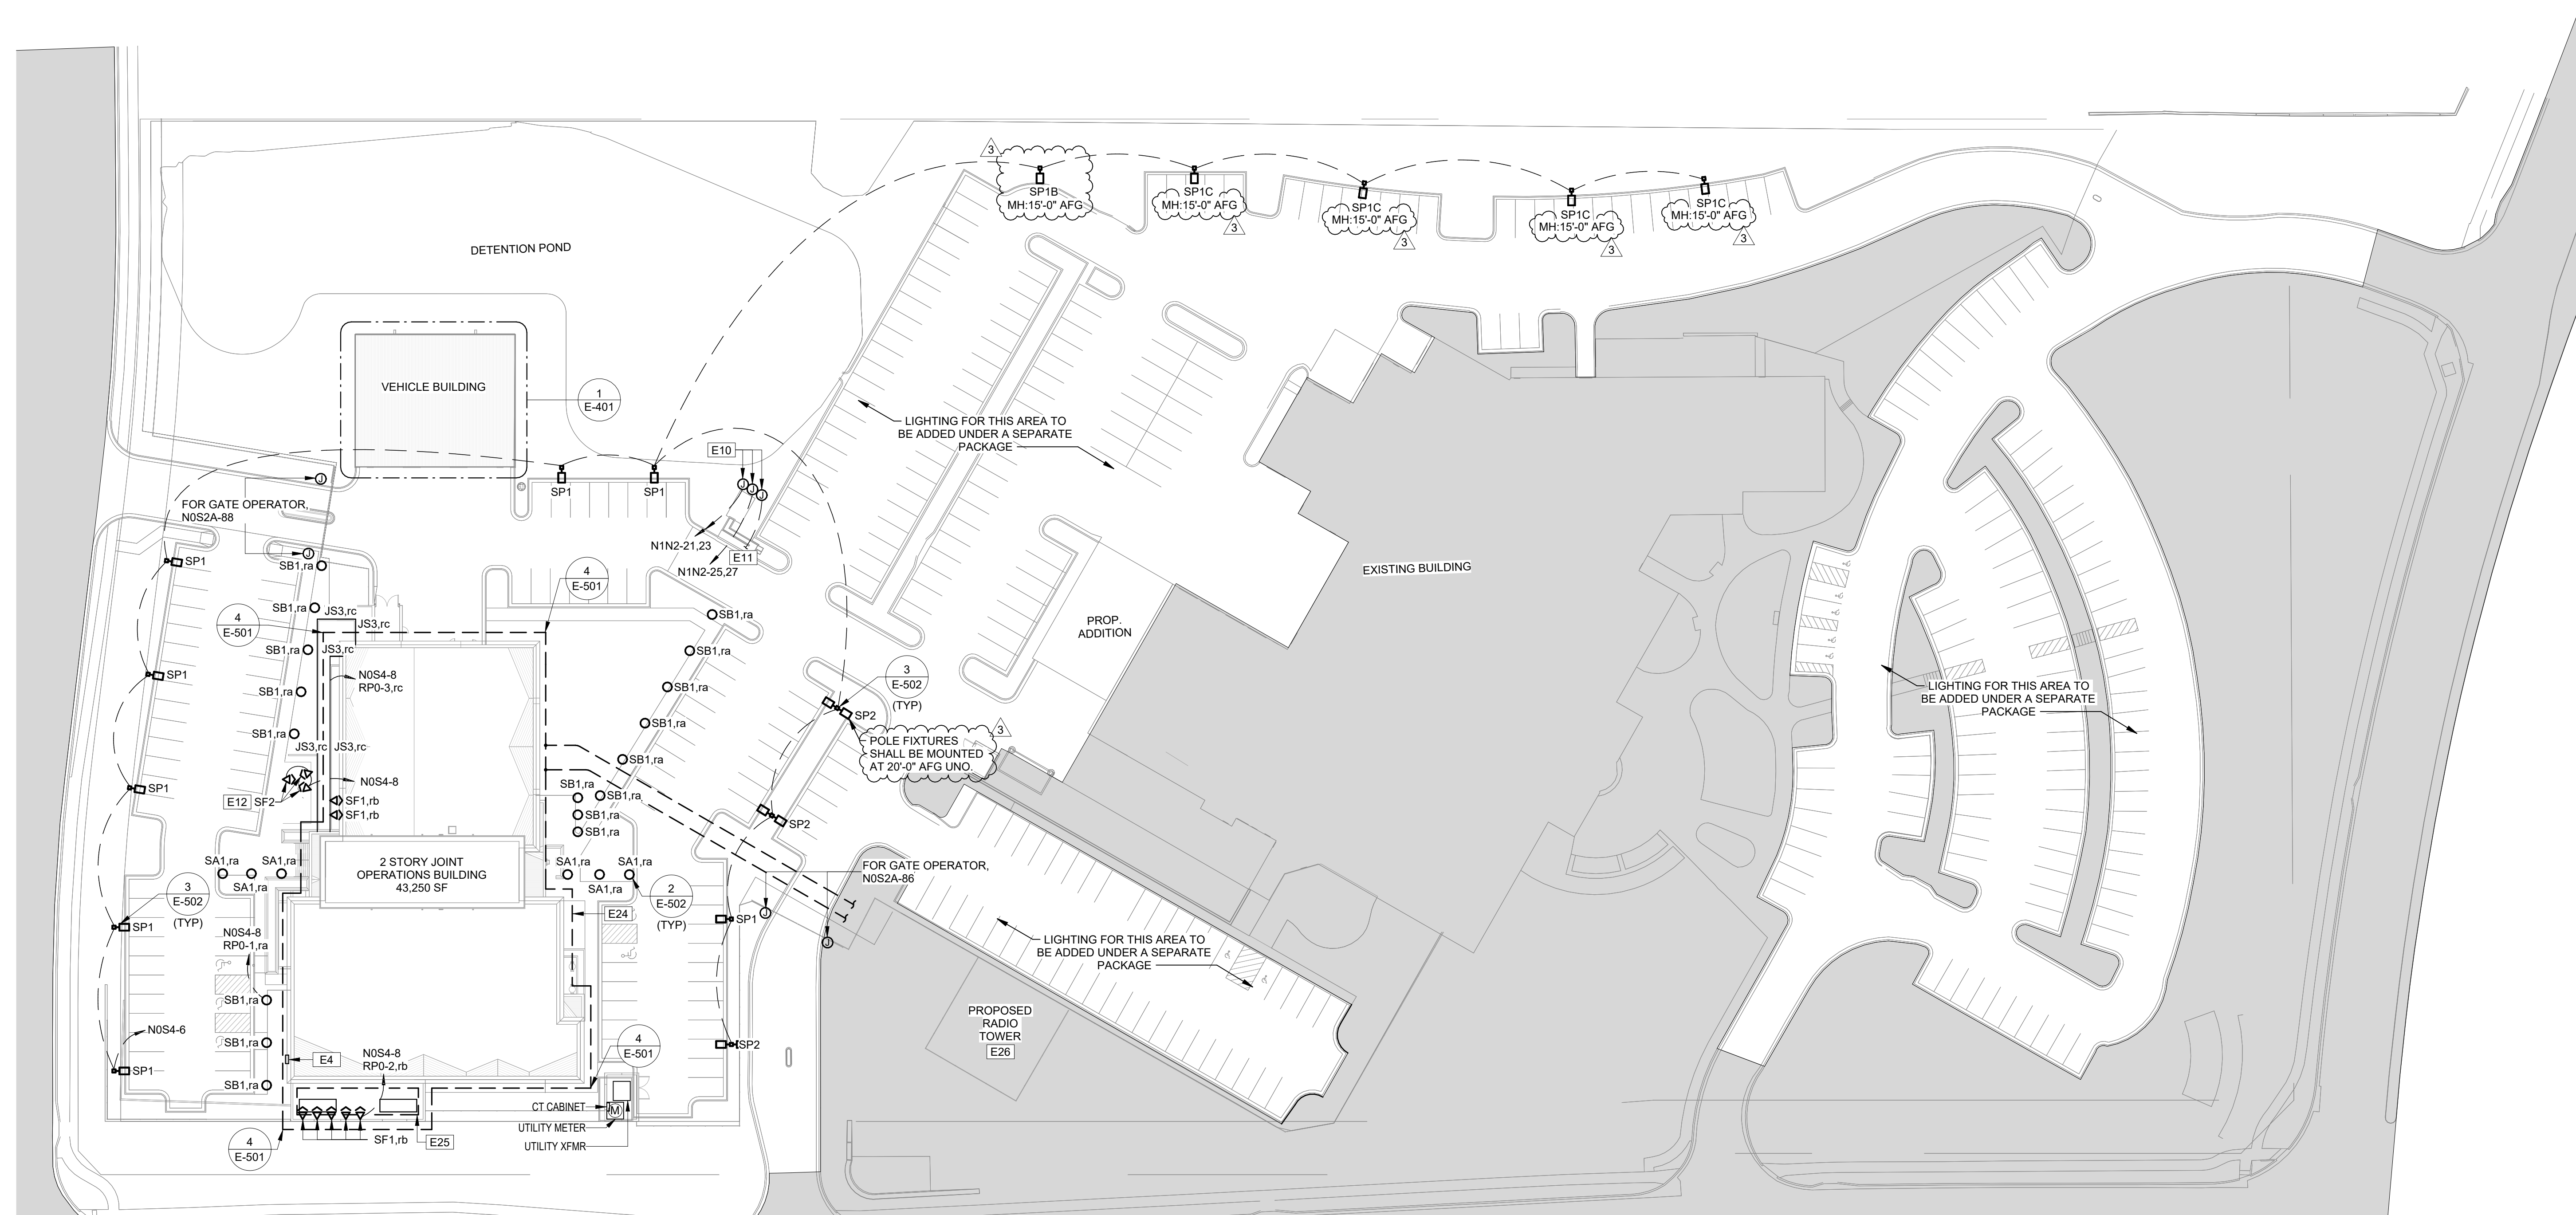 3
SP1B
MH:15'-0" AFG
SP1C
MH:15'-0" AFG
3
SP1C
MH:15'-0" AFG
3
SP1C
MH:15'-0" AFG
3
SP1C
MH:15'-0" AFG
3
DETENTION POND
VEHICLE BUILDING
1
E-401
LIGHTING FOR THIS AREA TO
BE ADDED UNDER A SEPARATE
PACKAGE
E10
J
J
J
SP1
SP1
J
FOR GATE OPERATOR,
N0S2A-88
N1N2-21,23
E11
N1N2-25,27
J
SB1,ra
SP1
4
E-501
EXISTING BUILDING
SB1,ra
JS3,rc
JS3,rc
4
E-501
SB1,ra
PROP.
ADDITION
SB1,ra
JS3,rc
SB1,ra
SP1
N0S4-8
RP0-3,rc
SB1,ra
SB1,ra
3
E-502
(TYP)
LIGHTING FOR THIS AREA TO
BE ADDED UNDER A SEPARATE
PACKAGE
SP2
SB1,ra
SB1,ra
JS3,rc
JS3,rc
3
POLE FIXTURES
SHALL BE MOUNTED
AT 20'-0" AFG UNO.
SB1,ra
SP1
N0S4-8
E12
SF2
SF1,rb
SF1,rb
SB1,ra
SB1,ra
SB1,ra
SB1,ra
SP2
SA1,ra
SA1,ra
SA1,ra
2 STORY JOINT
OPERATIONS BUILDING
43,250 SF
SA1,ra
SA1,ra
SA1,ra
FOR GATE OPERATOR,
N0S2A-86
3
E-502
(TYP)
2
E-502
(TYP)
E24
SP1
J
SP1
J
N0S4-8
RP0-1,ra
LIGHTING FOR THIS AREA TO
BE ADDED UNDER A SEPARATE
PACKAGE
SB1,ra
PROPOSED
RADIO
TOWER
E26
N0S4-6
SB1,ra
SP2
4
E-501
E4
N0S4-8
RP0-2,rb
SP1
SB1,ra
CT CABINET
M
UTILITY METER
UTILITY XFMR
SF1,rb
E25
4
E-501